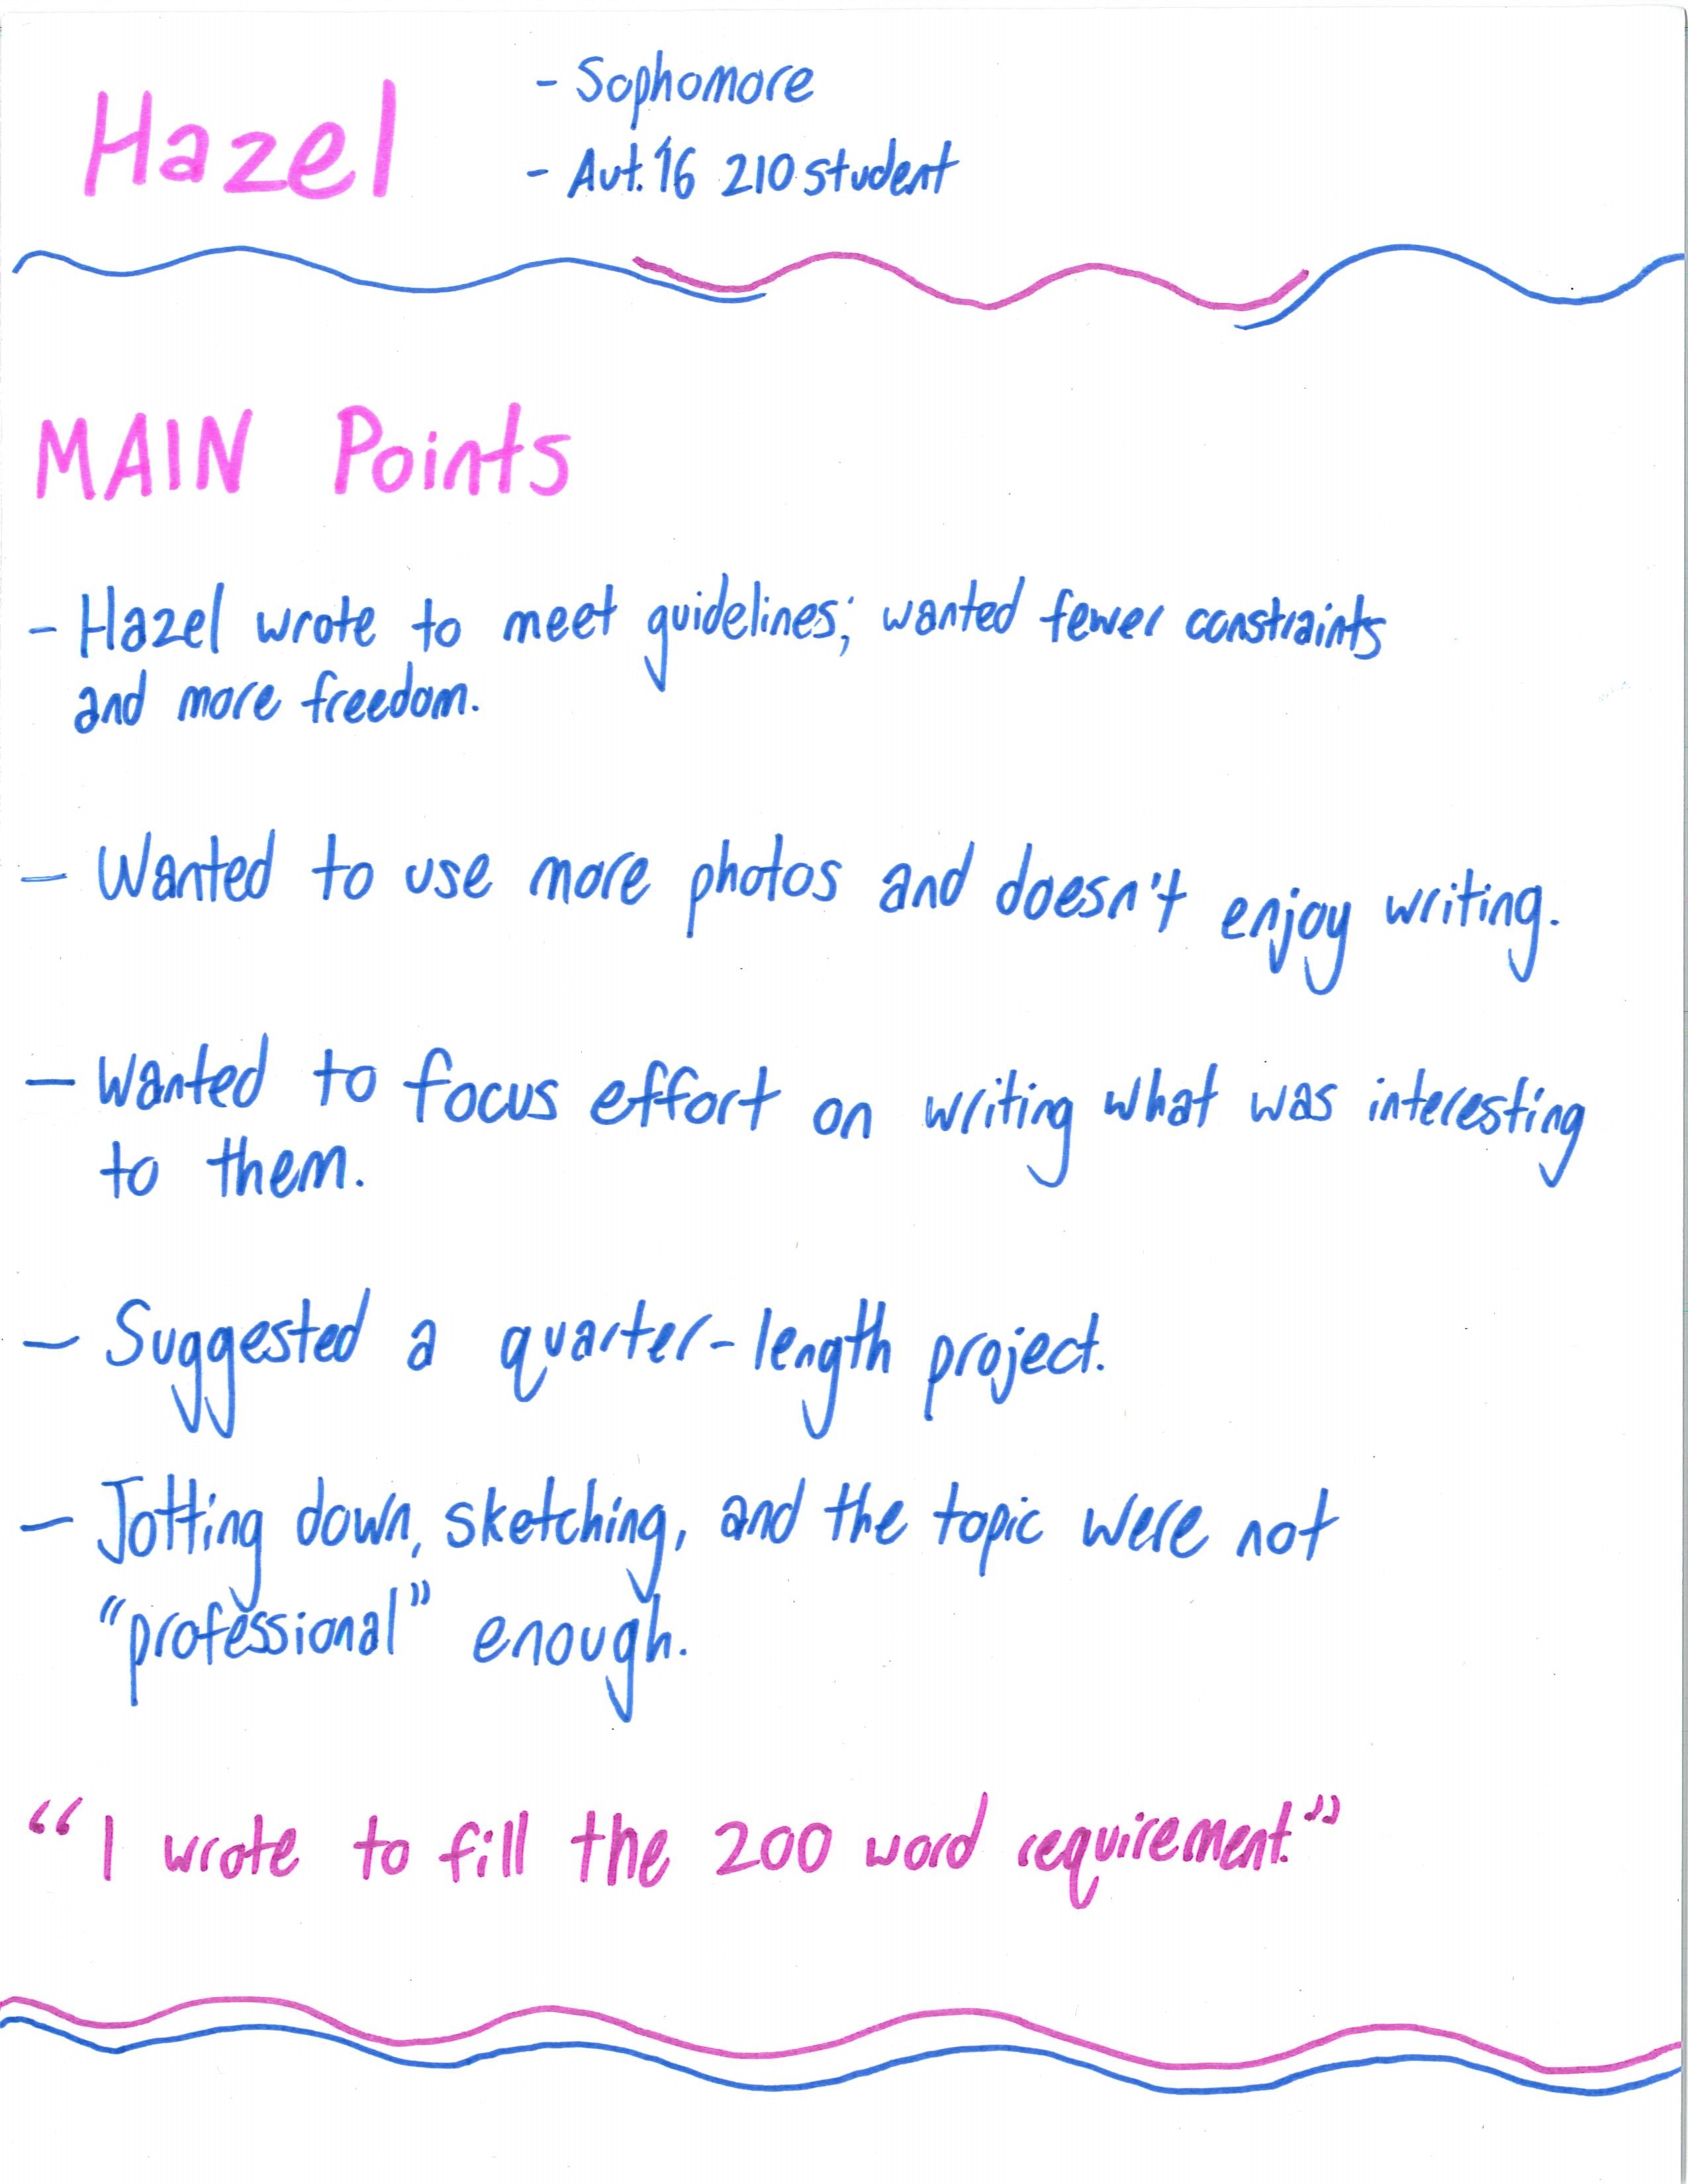 Hazel
- Sophomore
- Aut. '16 210 student
MAIN Points
- Hazel wrote to meet guidelines; wanted fewer constraints
and more freedom.
- Wanted to use more photos and doesn't enjoy writing.
- Wanted to focus effort on writing what was interesting
to them.
- Suggested a quarter-length project.
- Jotting down, sketching, and the topic were not
"professional" enough.
"I wrote to fill the 200 word requirement."